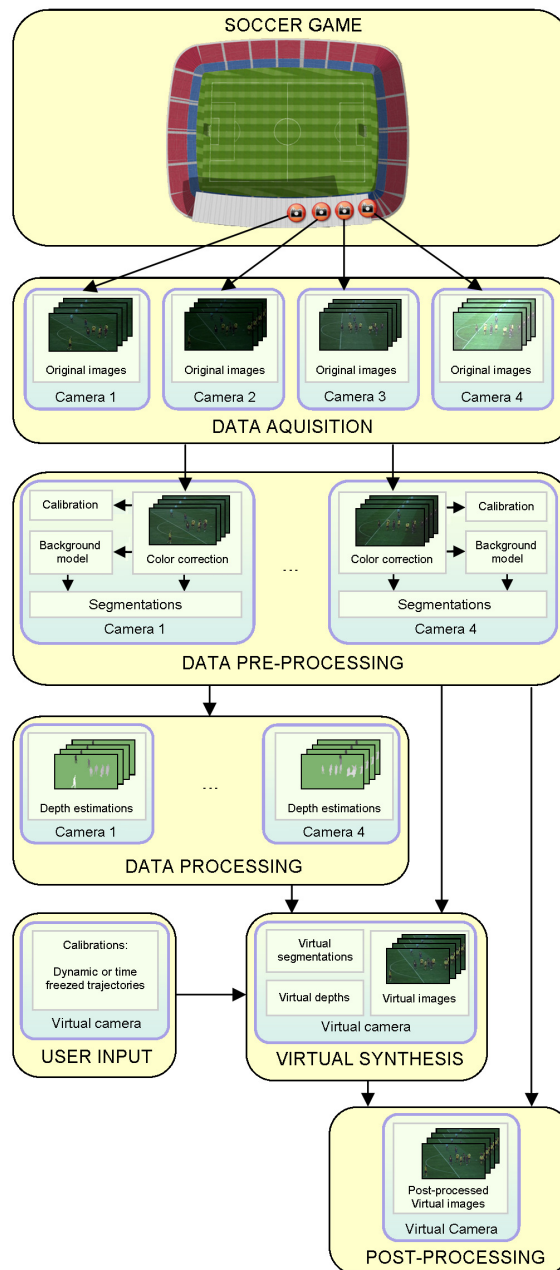 SOCCER GAME
Original images
Camera 1
Original images
Camera 2
Original images
Camera 3
Original images
Camera 4
DATA AQUISITION
Calibration
Background
model
Color correction
Segmentations
Camera 1
...
Color correction
Calibration
Background
model
Segmentations
Camera 4
DATA PRE-PROCESSING
Depth estimations
Camera 1
...
Depth estimations
Camera 4
DATA PROCESSING
Calibrations:
Dynamic or time
freezed trajectories
Virtual camera
USER INPUT
Virtual
segmentations
Virtual depths
Virtual images
Virtual camera
VIRTUAL SYNTHESIS
Post-processed
Virtual images
Virtual Camera
POST-PROCESSING